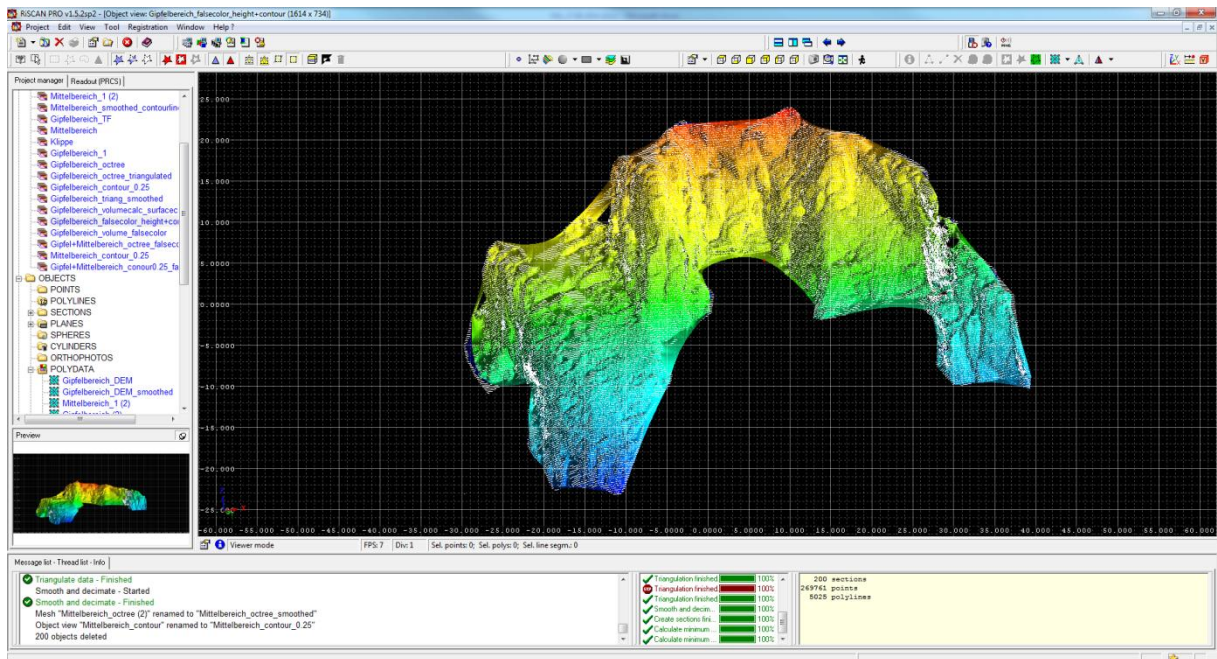 RiSCAN PRO v1.5.2sp2 - [Object view: Gipfelbereich_falsecolor_height+contour (1614 x 734)]
Project Edit View Tool Registration Window Help ?
Project manager Readout (PRCS)
Mittelbereich_1 (2)
Mittelbereich_smoothed_contourlin
Gipfelbereich_TF
Mittelbereich
Klippe
Gipfelbereich_1
Gipfelbereich_octree
Gipfelbereich_octree_triangulated
Gipfelbereich_contour_0.25
Gipfelbereich_triang_smoothed
Gipfelbereich_volumecalc_surfacec
Gipfelbereich_falsecolor_height+co
Gipfelbereich_volume_falsecolor
Gipfel+Mittelbereich_octree_falsec
Mittelbereich_contour_0.25
Gipfel+Mittelbereich_conour0.25_fa
OBJECTS
POINTS
POLYLINES
SECTIONS
PLANES
SPHERES
CYLINDERS
ORTHOPHOTOS
POLYDATA
Gipfelbereich_DEM
Gipfelbereich_DEM_smoothed
Mittelbereich_1 (2)
Preview
25.000
20.000
15.000
10.000
5.0000
0.0000
-5.0000
-10.000
-15.000
-20.000
-25.000
-60.000 -55.000 -50.000 -45.000 -40.000 -35.000 -30.000 -25.000 -20.000 -15.000 -10.000 -5.0000 0.0000 5.0000 10.000 15.000 20.000 25.000 30.000 35.000 40.000 45.000 50.000 55.000 60.000
Viewer mode FPS: 7 Div: 1 Sel. points: 0; Sel. polys: 0; Sel. line segm.: 0
Message list - Thread list - Info
Triangulate data - Finished
Smooth and decimate - Started
Smooth and decimate - Finished
Mesh "Mittelbereich_octree (2)" renamed to "Mittelbereich_octree_smoothed"
Object view "Mittelbereich_contour" renamed to "Mittelbereich_contour_0.25"
200 objects deleted
Triangulation finished 100%
Triangulation finished 100%
Triangulation finished 100%
Smooth and decim... 100%
Create sections fini... 100%
Calculate minimum ... 100%
Calculate minimum ... 100%
200 sections
269761 points
5025 polylines